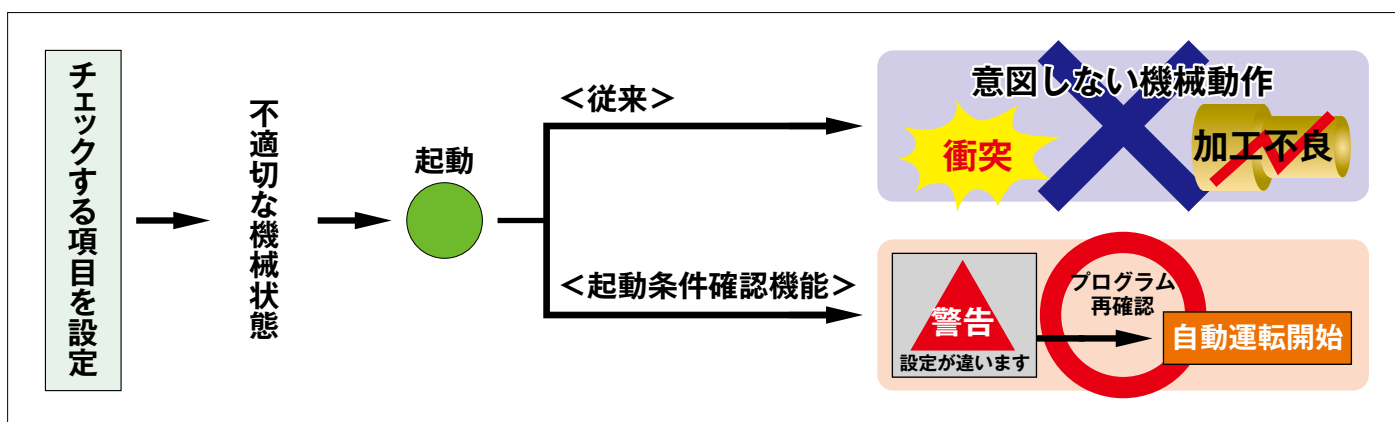 チェックする項目を設定
不適切な機械状態
起動
＜従来＞
意図しない機械動作
衝突
加工不良
＜起動条件確認機能＞
警告
設定が違います
プログラム
再確認
自動運転開始